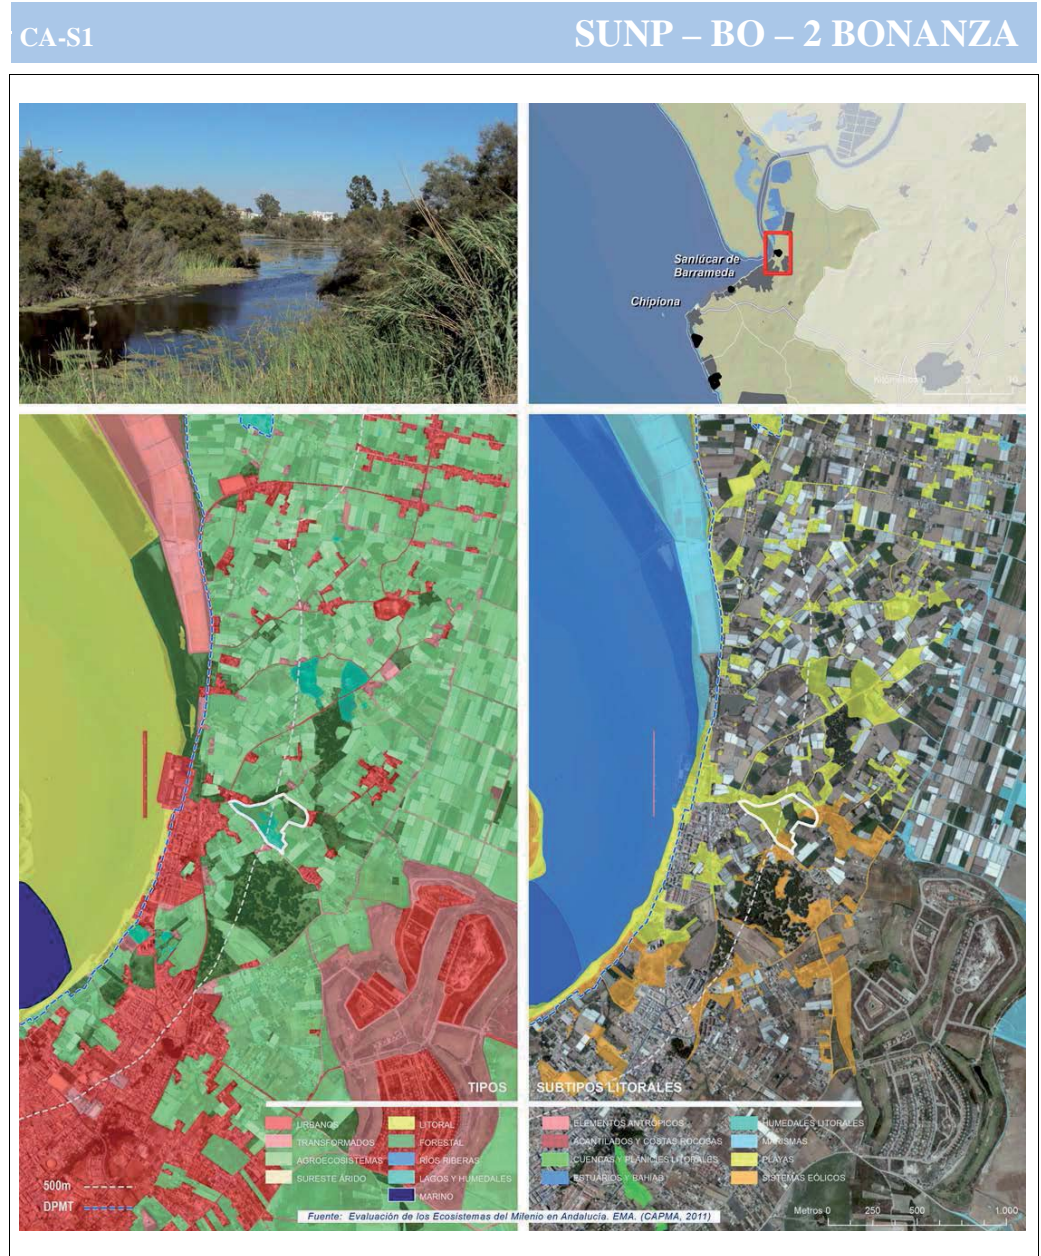 CA-S1
SUNP – BO – 2 BONANZA
Sanlúcar de
Barrameda
Chipiona
Kilómetros 0
TIPOS
URBANOS
TRANSFORMADOS
AGROECOSISTEMAS
SURESTE ÁRIDO
LITORAL
FORESTAL
RÍOS RIBERAS
LAGOS Y HUMEDALES
MARINO
500m
DPMT
SUBTIPOS LITORALES
ELEMENTOS ANTRÓPICOS
ACANTILADOS Y COSTAS ROCOSAS
CUENCAS Y PLANICIES LITORALES
ESTUARIOS Y BAHÍAS
HUMEDALES LITORALES
MARISMAS
PLAYAS
SISTEMAS EÓLICOS
Metros 0 250 500 1.000
Fuente: Evaluación de los Ecosistemas del Milenio en Andalucía. EMA. (CAPMA, 2011)